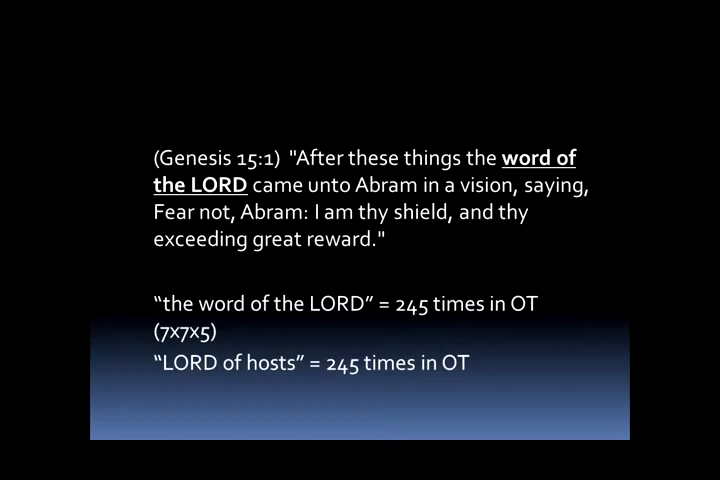 (Genesis 15:1)  "After these things the word of
the LORD came unto Abram in a vision, saying,
Fear not, Abram: I am thy shield, and thy
exceeding great reward."
“the word of the LORD” = 245 times in OT
(7x7x5)
“LORD of hosts” = 245 times in OT